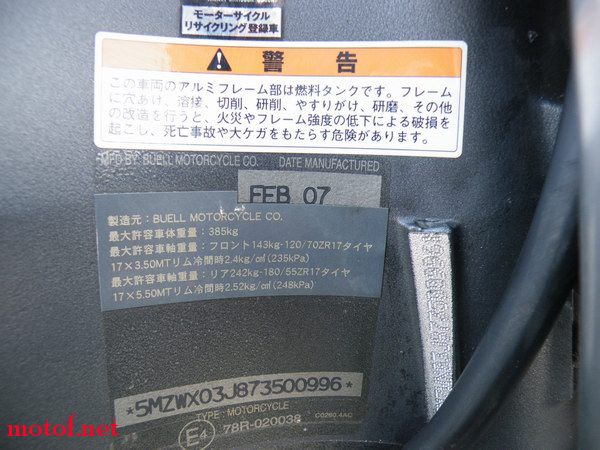 モーターサイクル
リサイクリング登録車
警告
この車両のアルミフレーム部は燃料タンクです。フレーム
に穴あけ、溶接、切削、研削、やすりがけ、研磨、その他
の改造を行うと、火災やフレーム強度の低下による破損を
起こし、死亡事故や大ケガをもたらす危険があります。
MFD BY BUELL MOTORCYCLE CO. DATE MANUFACTURED
FEB 07
製造元：BUELL MOTORCYCLE CO.
最大許容車体重量：385kg
最大許容車軸重量：フロント143kg-120/70ZR17タイヤ
17×3.50MTリム冷間時2.4kg/c㎡(235kPa)
最大許容車軸重量：リア242kg-180/55ZR17タイヤ
17×5.50MTリム冷間時2.52kg/c㎡(248kPa)
*5MZWX03J873500996*
TYPE: MOTORCYCLE
C0280.4AC
E4 78R-020038
motof.net